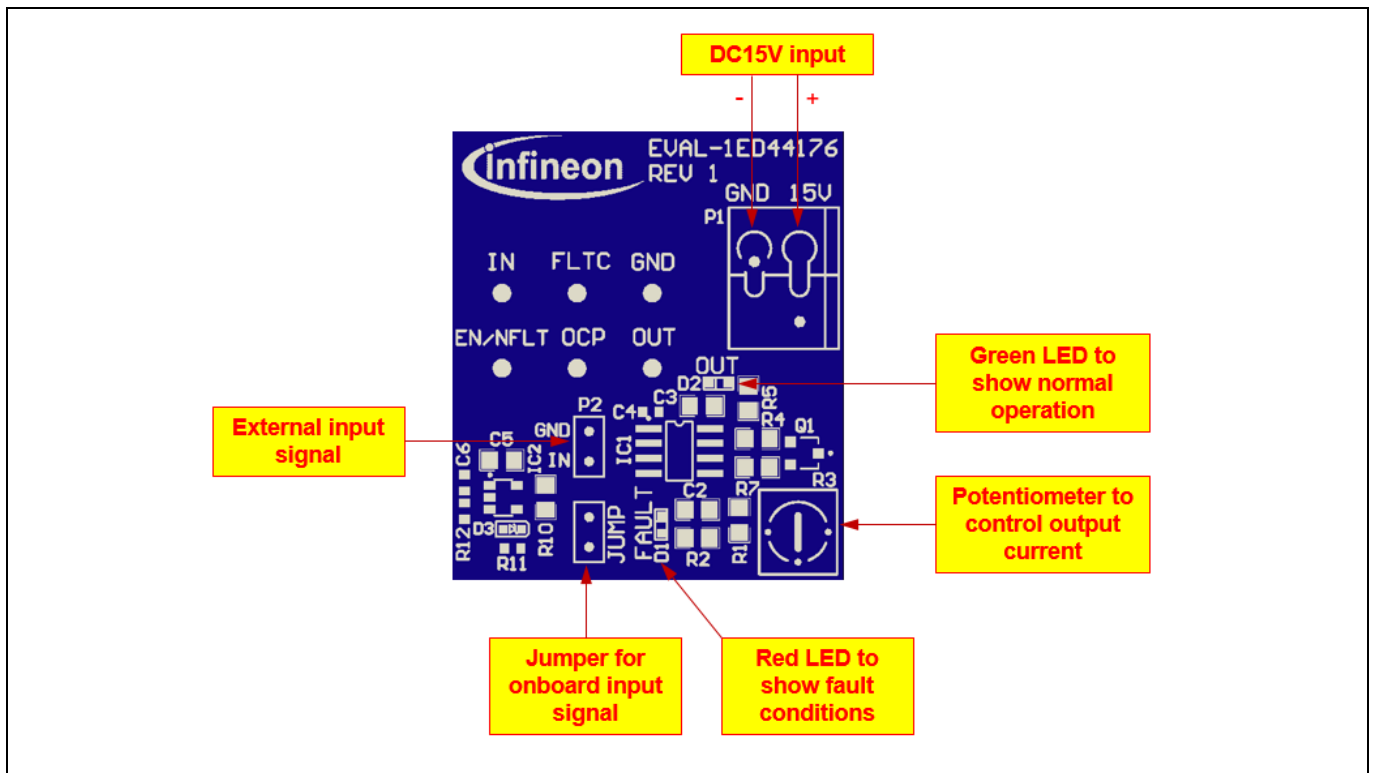 DC15V input
- +
infineon
EVAL-1ED44176
REV 1
GND 15V
P1
IN FLTC GND
EN/NFLT OCP OUT
OUT
D2
R5
Green LED to
show normal
operation
External input
signal
P2
GND
IN
C4
C3
IC1
R4
Q1
R7
R3
C6
C5
IC2
D3
R12
R11
R10
JUMP
FAULT
D1
C2
R2
R1
Potentiometer to
control output
current
Jumper for
onboard input
signal
Red LED to
show fault
conditions